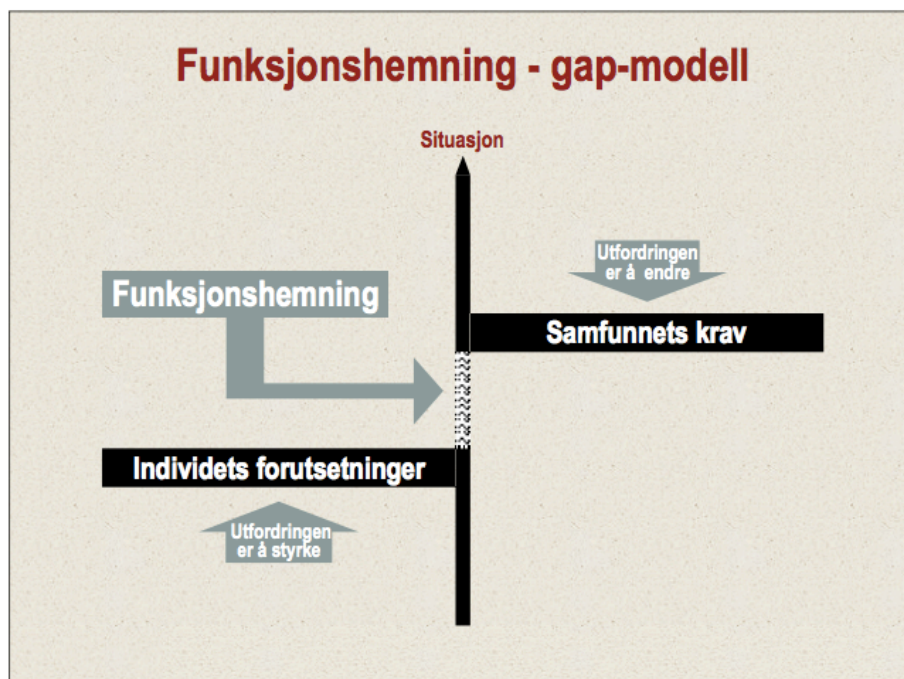 Funksjonshemning - gap-modell
Situasjon
Utfordringen
er å endre
Funksjonshemning
Samfunnets krav
Individets forutsetninger
Utfordringen
er å styrke